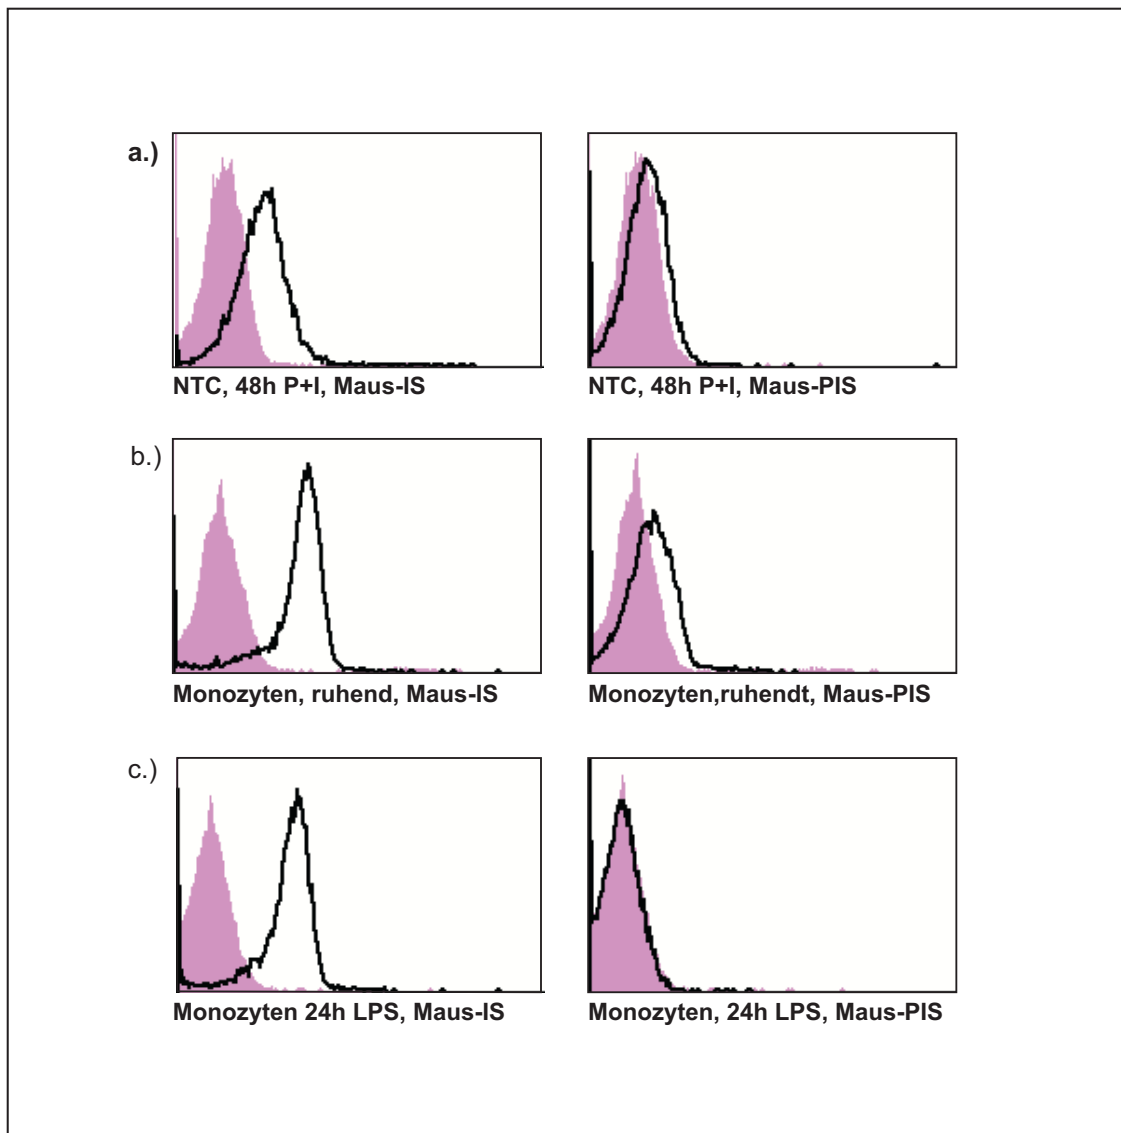 a.)
NTC, 48h P+I, Maus-IS
NTC, 48h P+I, Maus-PIS
b.)
Monozyten, ruhend, Maus-IS
Monozyten,ruhendt, Maus-PIS
c.)
Monozyten 24h LPS, Maus-IS
Monozyten, 24h LPS, Maus-PIS